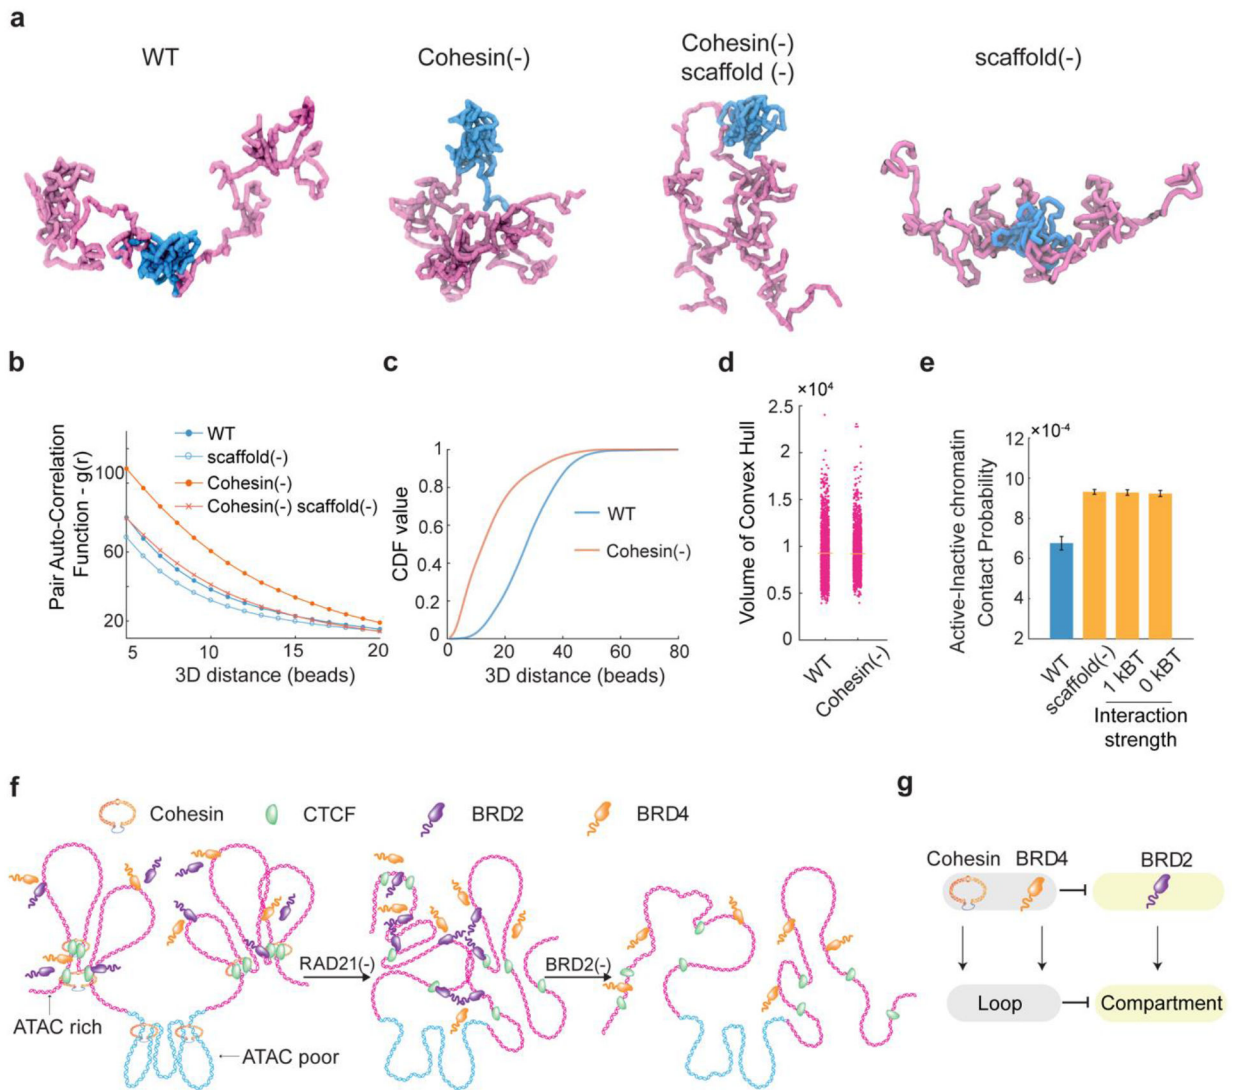 a
WT
Cohesin(-)
Cohesin(-)
scaffold (-)
scaffold(-)
b
Pair Auto-Correlation
Function - g(r)
100
60
20
5
10
15
20
3D distance (beads)
WT
scaffold(-)
Cohesin(-)
Cohesin(-) scaffold(-)
c
CDF value
1
0.8
0.6
0.4
0.2
0
0
20
40
60
80
3D distance (beads)
WT
Cohesin(-)
d
×10⁴
Volume of Convex Hull
2.5
2.0
1.5
1.0
0.5
0
WT
Cohesin(-)
e
×10⁻⁴
Active-Inactive chromatin
Contact Probability
12
10
8
6
4
2
WT
scaffold(-)
1 kBT
0 kBT
Interaction
strength
f
Cohesin
CTCF
BRD2
BRD4
RAD21(-)
BRD2(-)
ATAC rich
ATAC poor
g
Cohesin BRD4
BRD2
Loop
Compartment